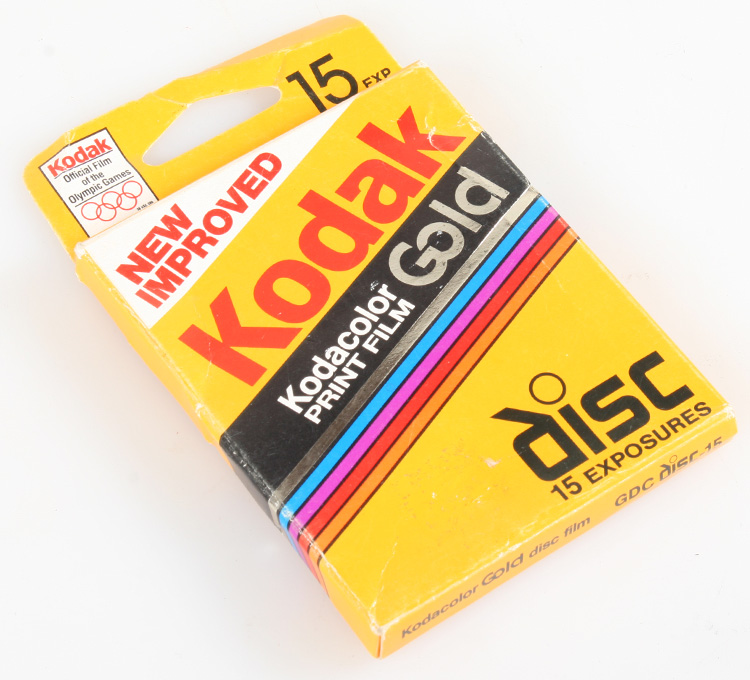 15 EXP
Kodak
Official Film
of the
Olympic Games
NEW
IMPROVED
Kodak
Kodacolor Gold
PRINT FILM
disc
15 EXPOSURES
Kodacolor Gold disc film GDC disc 15